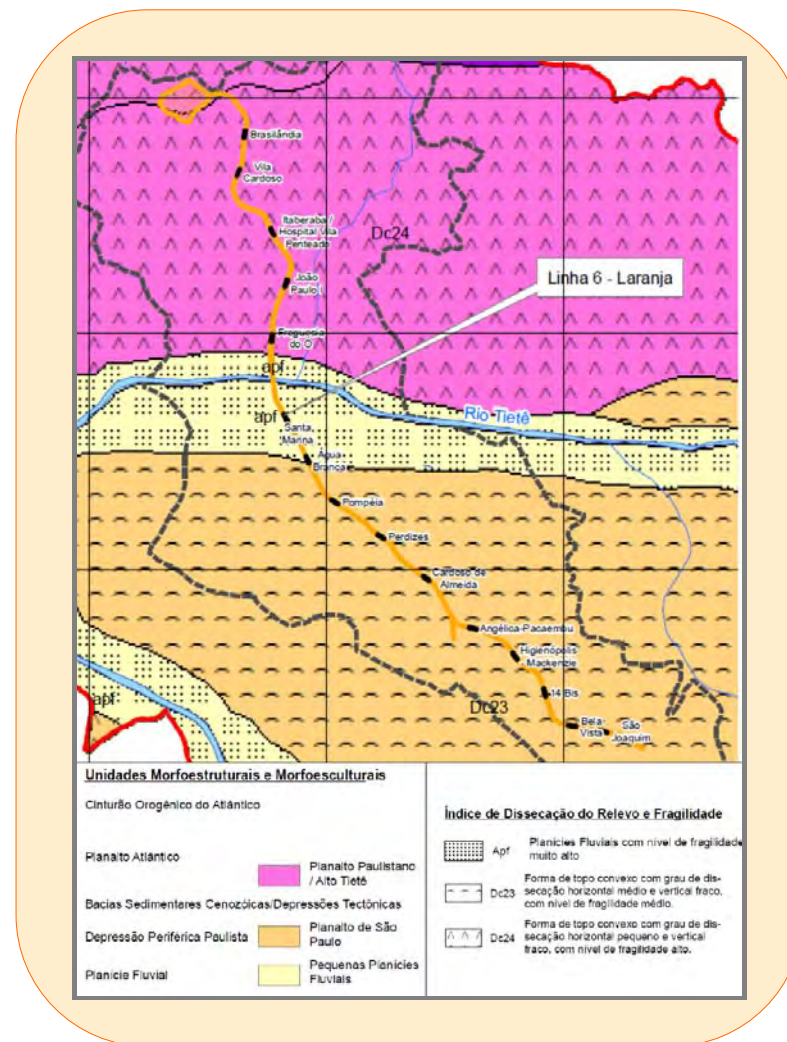 Brasilândia
Vila
Cardoso
Itaberaba /
Hospital Vila
Penteado
Dc24
João
Paulo I
Linha 6 - Laranja
Freguesia
do Ó
apf
apf
Rio Tietê
Santa
Marina
Água
Branca
Pompéia
Perdizes
Cardoso de
Almeida
Angélica-Pacaembu
Higienópolis
Mackenzie
14 Bis
apf
Dc23
Bela
Vista
São
Joaquim
Unidades Morfoestruturais e Morfoesculturais
Cinturão Orogênico do Atlântico
Planalto Atlântico
Planalto Paulistano
/ Alto Tietê
Bacias Sedimentares Cenozóicas/Depressões Tectônicas
Depressão Periférica Paulista
Planalto de São
Paulo
Planície Fluvial
Pequenas Planícies
Fluviais
Índice de Dissecação do Relevo e Fragilidade
Apf
Planícies Fluviais com nível de fragilidade
muito alto
Dc23
Forma de topo convexo com grau de dis-
secação horizontal médio e vertical fraco,
com nível de fragilidade médio.
Dc24
Forma de topo convexo com grau de dis-
secação horizontal pequeno e vertical
fraco, com nível de fragilidade alto.